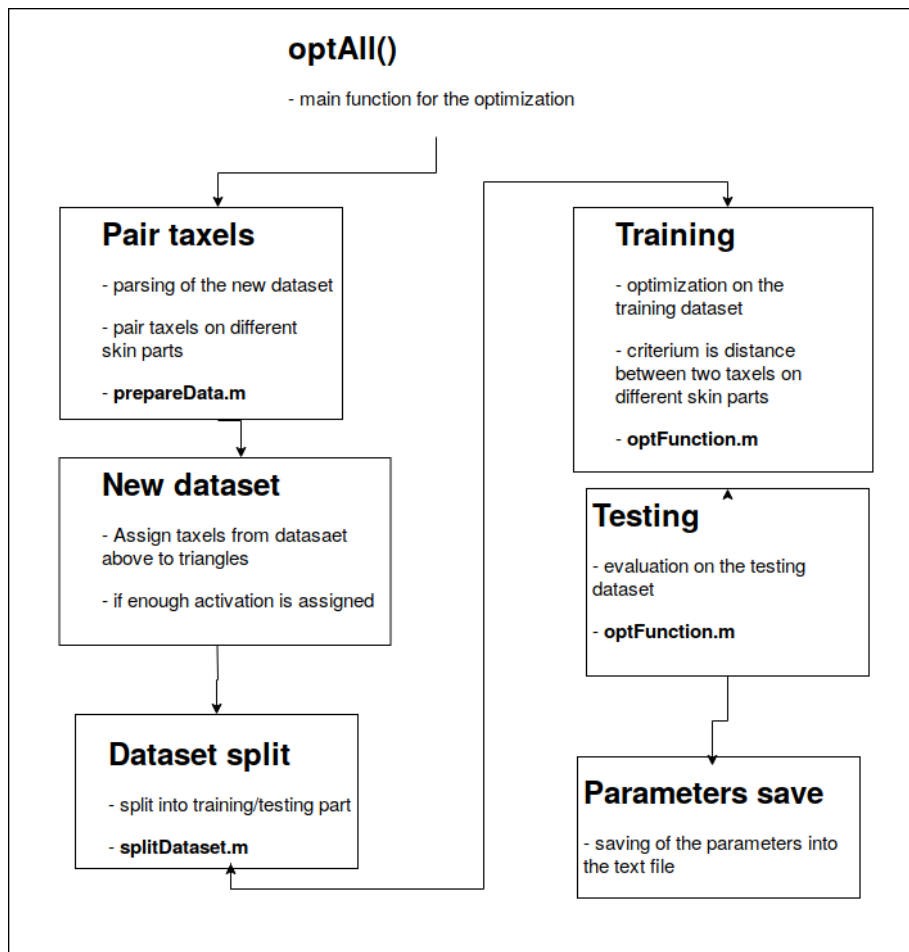 optAll()
- main function for the optimization
Pair taxels
- parsing of the new dataset
- pair taxels on different
skin parts
- prepareData.m
New dataset
- Assign taxels from datasaet
above to triangles
- if enough activation is assigned
Dataset split
- split into training/testing part
- splitDataset.m
Training
- optimization on the
training dataset
- criterium is distance
between two taxels on
different skin parts
- optFunction.m
Testing
- evaluation on the testing
dataset
- optFunction.m
Parameters save
- saving of the parameters into
the text file